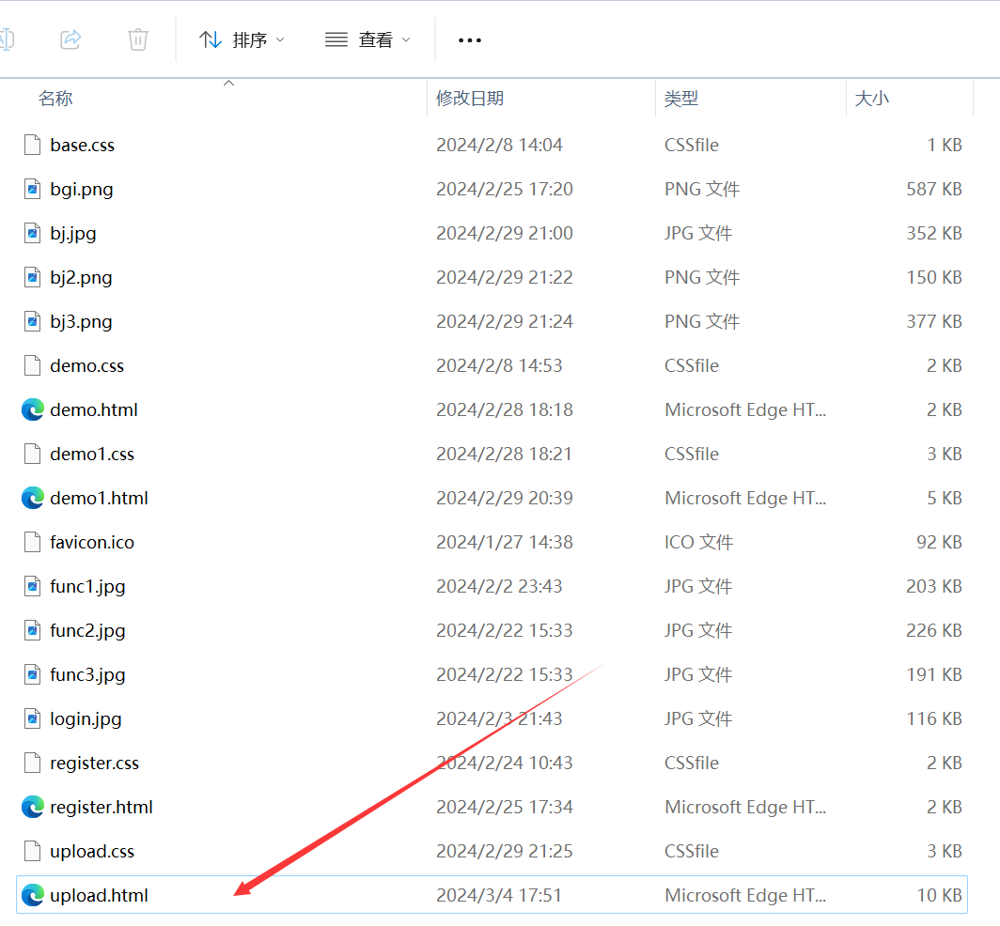 排序 查看
名称 修改日期 类型 大小
base.css 2024/2/8 14:04 CSSfile 1 KB
bgi.png 2024/2/25 17:20 PNG 文件 587 KB
bj.jpg 2024/2/29 21:00 JPG 文件 352 KB
bj2.png 2024/2/29 21:22 PNG 文件 150 KB
bj3.png 2024/2/29 21:24 PNG 文件 377 KB
demo.css 2024/2/8 14:53 CSSfile 2 KB
demo.html 2024/2/28 18:18 Microsoft Edge HT... 2 KB
demo1.css 2024/2/28 18:21 CSSfile 3 KB
demo1.html 2024/2/29 20:39 Microsoft Edge HT... 5 KB
favicon.ico 2024/1/27 14:38 ICO 文件 92 KB
func1.jpg 2024/2/2 23:43 JPG 文件 203 KB
func2.jpg 2024/2/22 15:33 JPG 文件 226 KB
func3.jpg 2024/2/22 15:33 JPG 文件 191 KB
login.jpg 2024/2/3 21:43 JPG 文件 116 KB
register.css 2024/2/24 10:43 CSSfile 2 KB
register.html 2024/2/25 17:34 Microsoft Edge HT... 2 KB
upload.css 2024/2/29 21:25 CSSfile 3 KB
upload.html 2024/3/4 17:51 Microsoft Edge HT... 10 KB